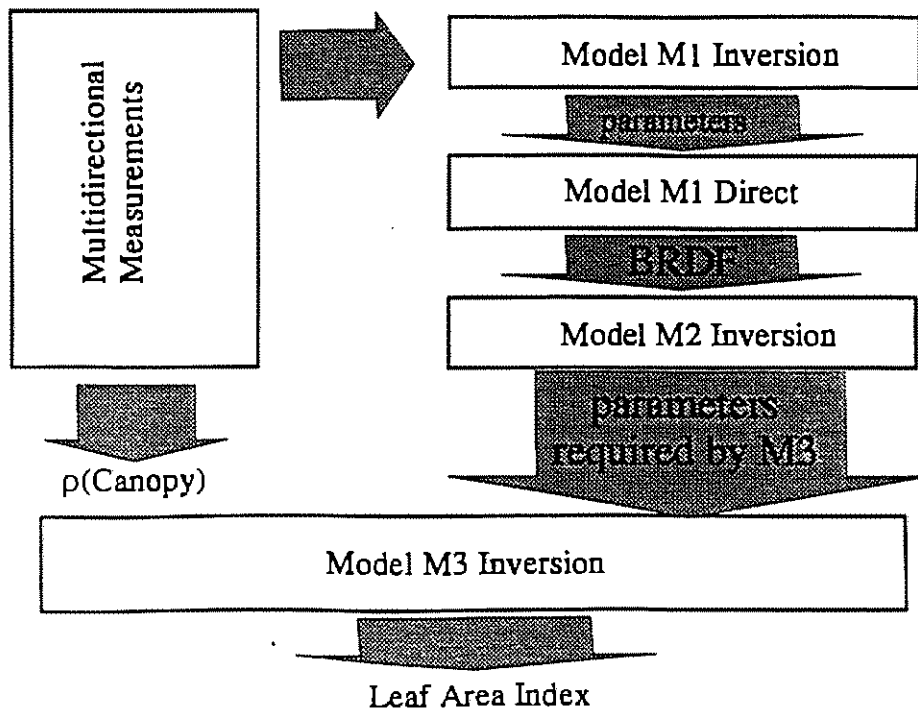 Multidirectional
Measurements
Model M1 Inversion
parameters
Model M1 Direct
BRDF
Model M2 Inversion
parameters
required by M3
ρ(Canopy)
Model M3 Inversion
Leaf Area Index